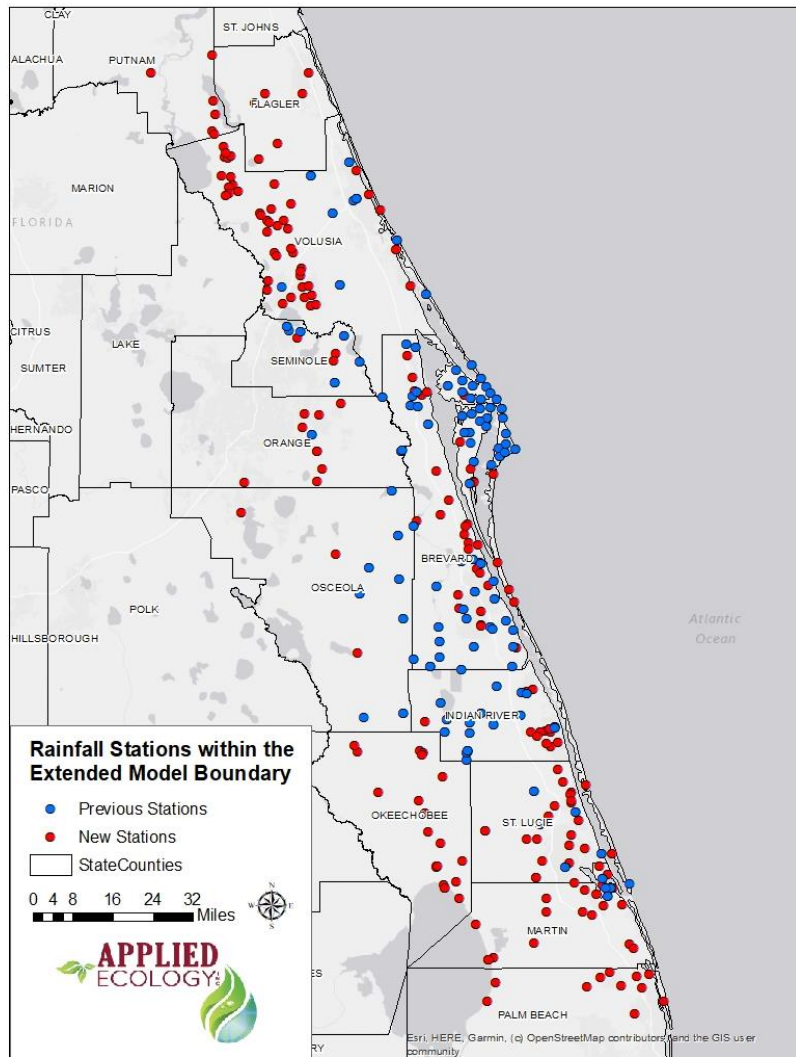 CLAY
ST. JOHNS
ALACHUA
PUTNAM
FLAGLER
MARION
FLORIDA
VOLUSIA
CITRUS
LAKE
SUMTER
SEMINOLE
HERNANDO
ORANGE
PASCO
BREVARD
OSCEOLA
POLK
HILLSBOROUGH
Atlantic
Ocean
INDIAN RIVER
Rainfall Stations within the
Extended Model Boundary
Previous Stations
New Stations
StateCounties
0 4 8 16 24 32
Miles
N
W E
S
OKEECHOBEE
ST. LUCIE
MARTIN
PALM BEACH
APPLIED
ECOLOGY
ES
RY
Esri, HERE, Garmin, (c) OpenStreetMap contributors, and the GIS user
community